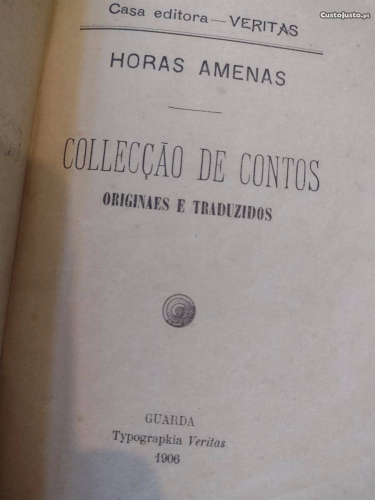 CustoJusto.pt
Casa editora — VERITAS
HORAS AMENAS
COLLECÇÃO DE CONTOS
ORIGINAES E TRADUZIDOS
GUARDA
Typograpkia Veritas
1906